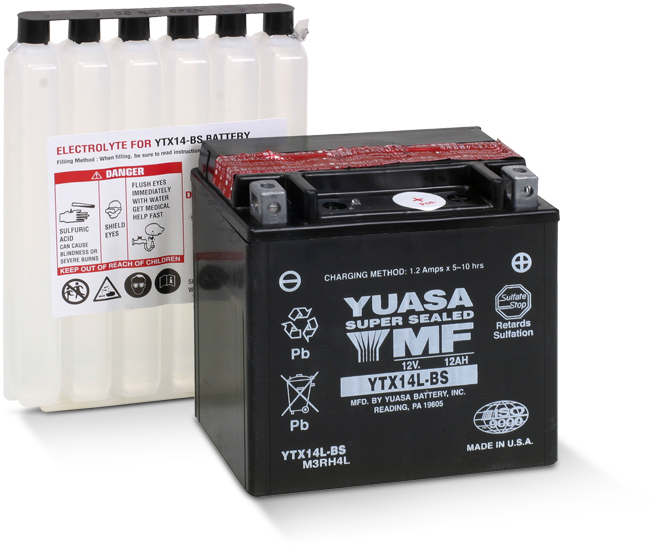 ELECTROLYTE FOR YTX14-BS BATTERY
Filling Method : When filling, be sure to read instruction
DANGER
SULFURIC
ACID
CAN CAUSE
BLINDNESS OR
SEVERE BURNS
SHIELD
EYES
FLUSH EYES
IMMEDIATELY
WITH WATER
GET MEDICAL
HELP FAST
KEEP OUT OF REACH OF CHILDREN
CHARGING METHOD: 1.2 Amps x 5~10 hrs
YUASA
SUPER SEALED
MF
12V. 12AH
YTX14L-BS
MFD. BY YUASA BATTERY, INC.
READING, PA 19605
Pb
Pb
YTX14L-BS
M3RH4L
Sulfate
Stop
Retards
Sulfation
ISO
9000
MADE IN U.S.A.